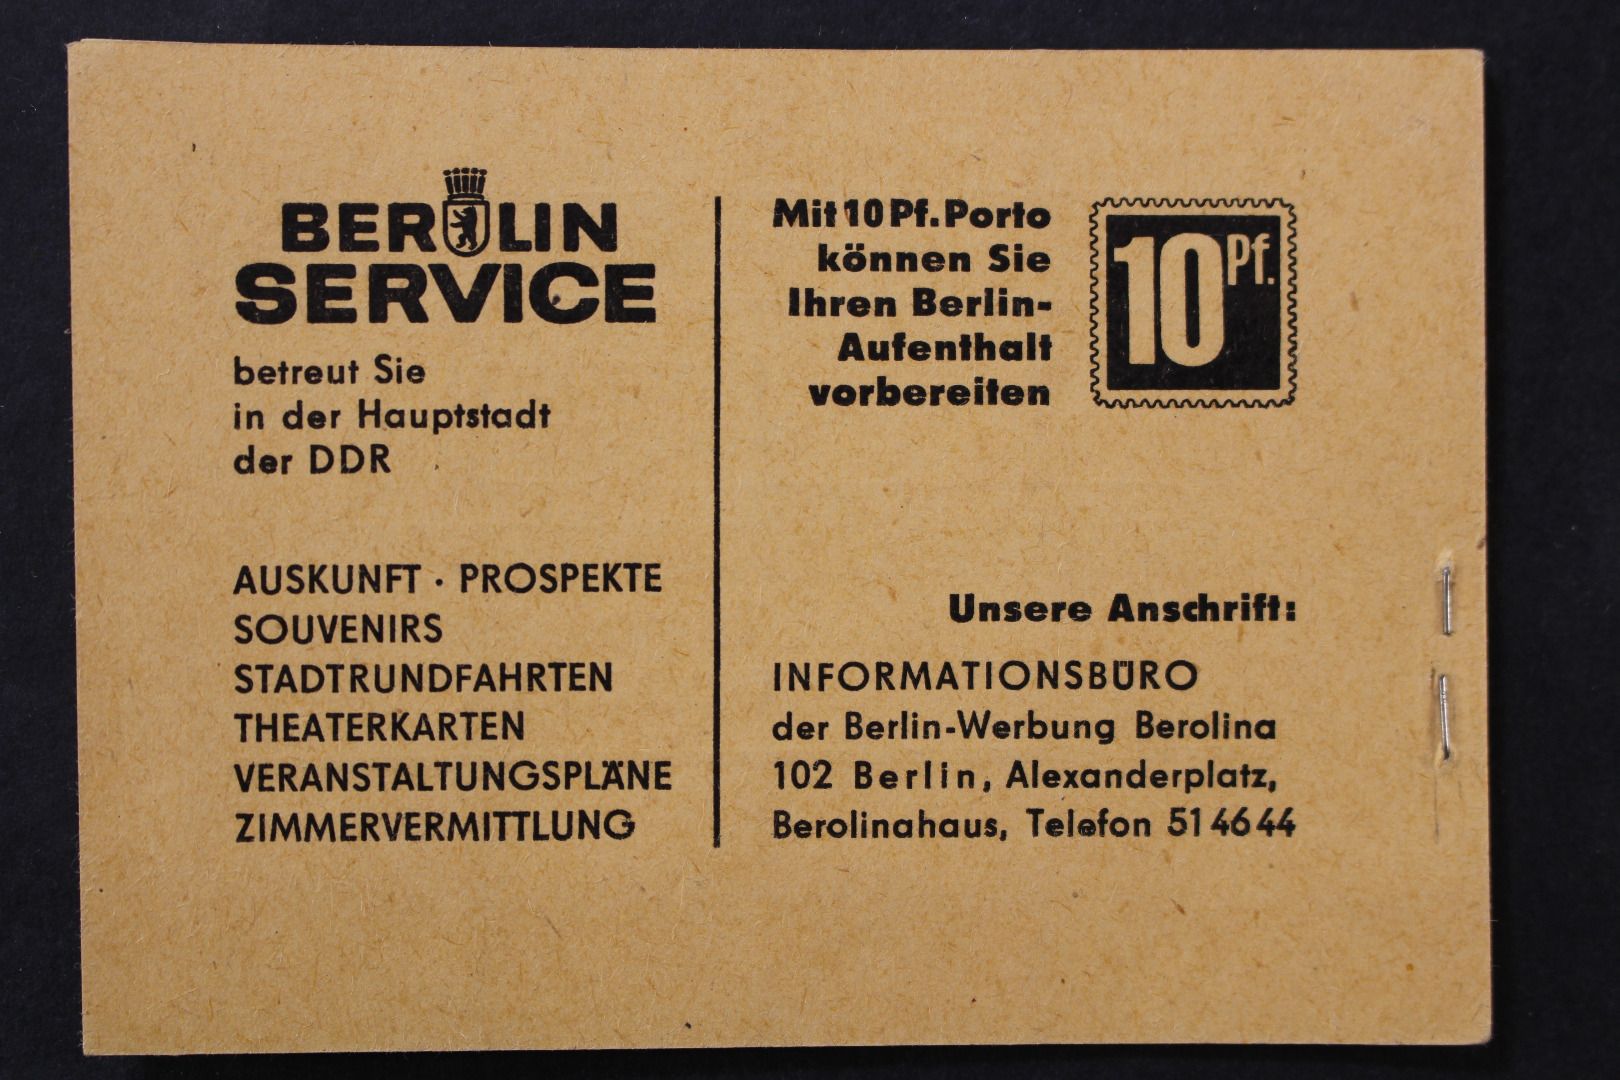 BERLIN
SERVICE
betreut Sie
in der Hauptstadt
der DDR
AUSKUNFT · PROSPEKTE
SOUVENIRS
STADTRUNDFAHRTEN
THEATERKARTEN
VERANSTALTUNGSPLÄNE
ZIMMERVERMITTLUNG
Mit 10 Pf. Porto
können Sie
Ihren Berlin-
Aufenthalt
vorbereiten
10 Pf.
Unsere Anschrift:
INFORMATIONSBÜRO
der Berlin-Werbung Berolina
102 Berlin, Alexanderplatz,
Berolinahaus, Telefon 51 46 44